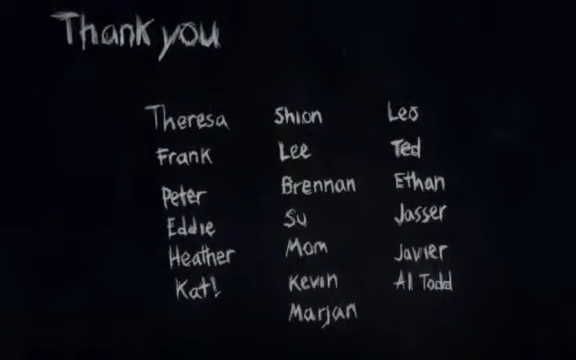 Thank you
Theresa
Frank
Peter
Eddie
Heather
Kat!
Shion
Lee
Brennan
Su
Mom
Kevin
Marjan
Leo
Ted
Ethan
Jasser
Javier
Al Todd